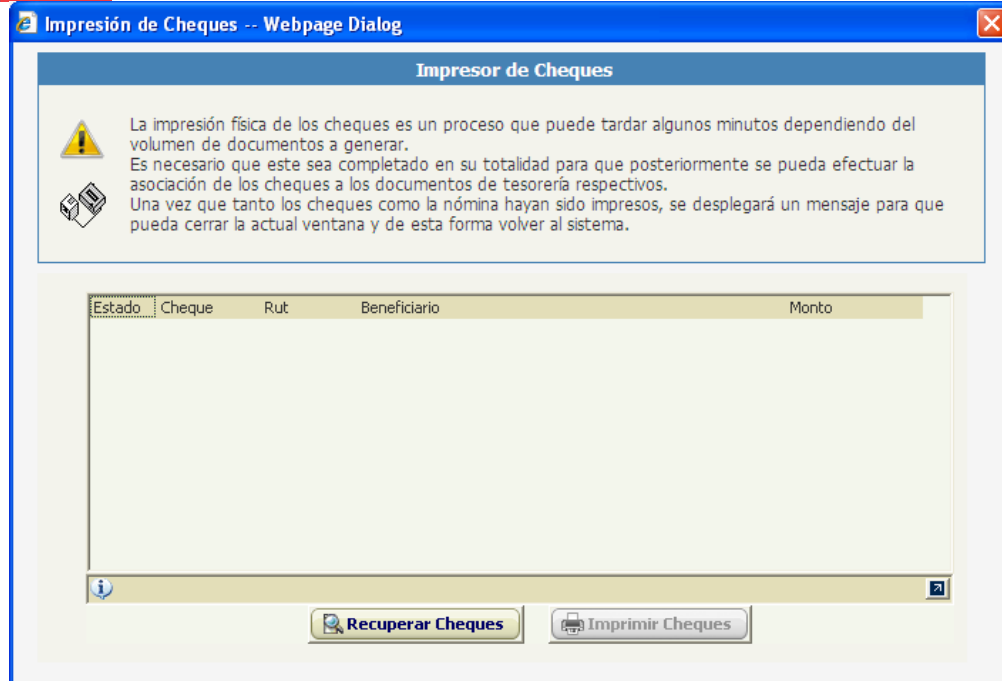 Impresión de Cheques -- Webpage Dialog
Impresor de Cheques
La impresión física de los cheques es un proceso que puede tardar algunos minutos dependiendo del
volumen de documentos a generar.
Es necesario que este sea completado en su totalidad para que posteriormente se pueda efectuar la
asociación de los cheques a los documentos de tesorería respectivos.
Una vez que tanto los cheques como la nómina hayan sido impresos, se desplegará un mensaje para que
pueda cerrar la actual ventana y de esta forma volver al sistema.
Estado Cheque Rut Beneficiario Monto
Recuperar Cheques Imprimir Cheques